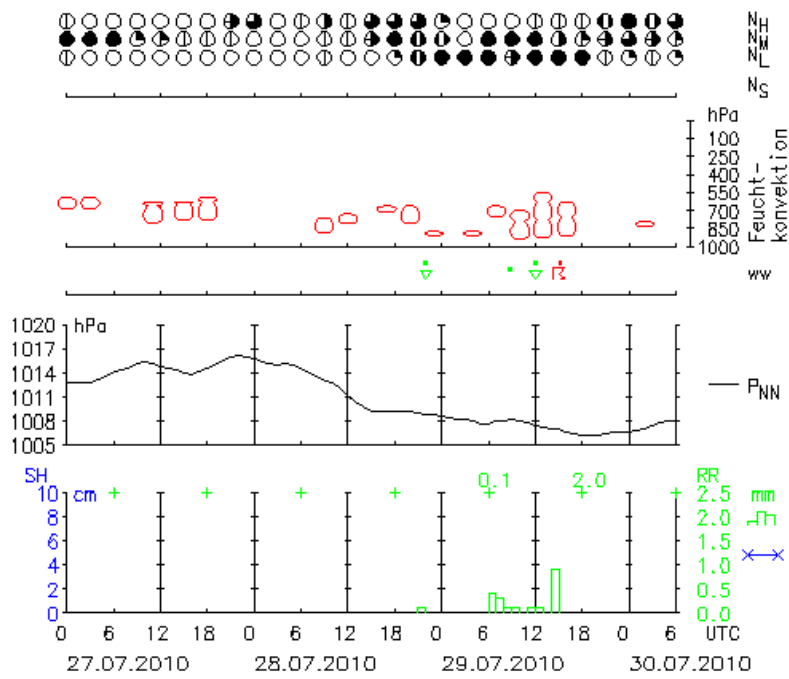 N_H
N_M
N_L
N_S
hPa
100
250
400
550
700
850
1000
Feucht-
konvektion
ww
1020 hPa
1017
1014
1011
1008
1005
P_NN
SH
0.1 2.0
RR
10 cm
8
6
4
2
0
2.5 mm
2.0
1.5
1.0
0.5
0.0
0 6 12 18 0 6 12 18 0 6 12 18 0 6 UTC
27.07.2010 28.07.2010 29.07.2010 30.07.2010